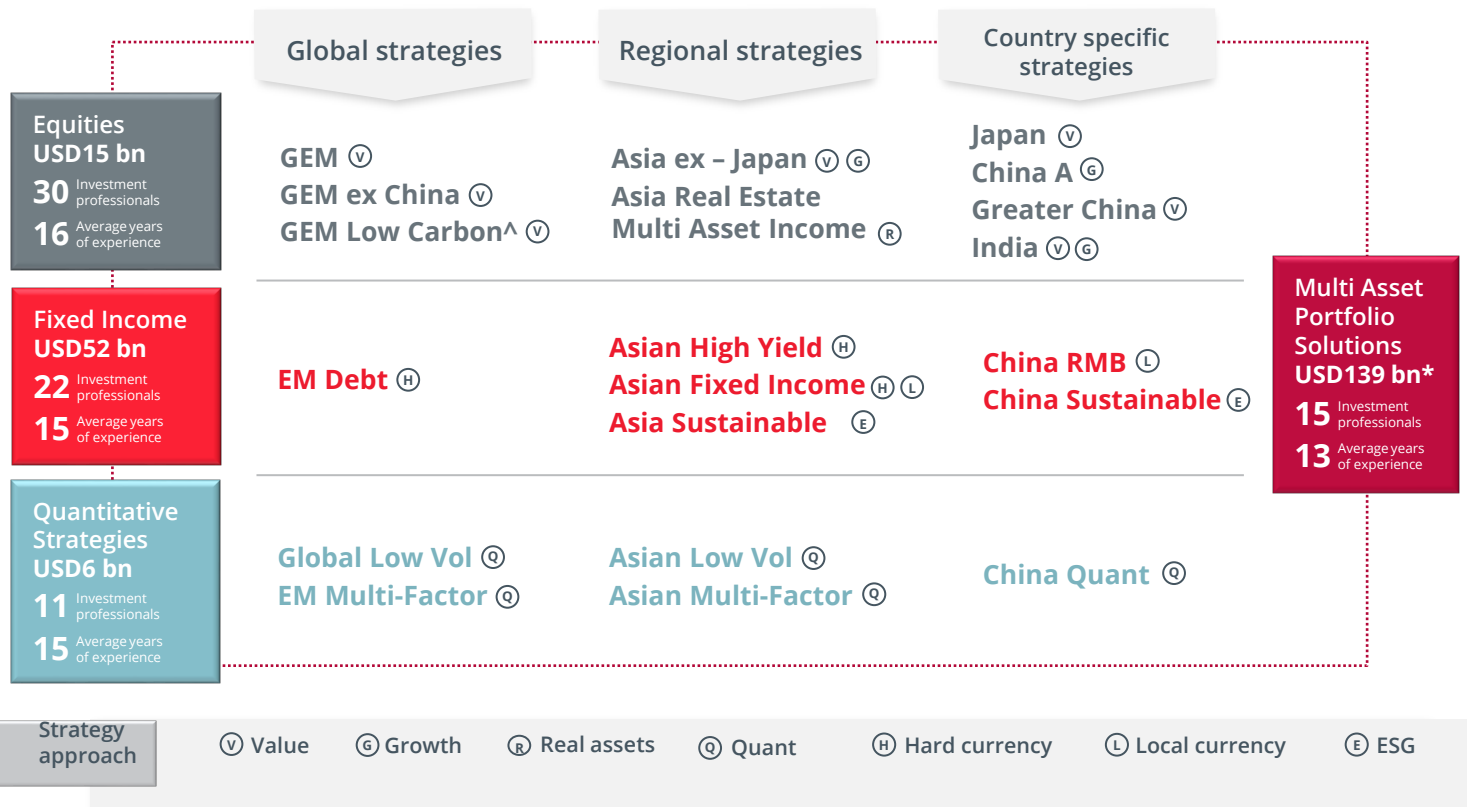 Global strategies
Regional strategies
Country specific
strategies
Equities
USD15 bn
30 Investment
professionals
16 Average years
of experience
GEM V
GEM ex China V
GEM Low Carbon^ V
Asia ex – Japan V G
Asia Real Estate
Multi Asset Income R
Japan V
China A G
Greater China V
India V G
Fixed Income
USD52 bn
22 Investment
professionals
15 Average years
of experience
EM Debt H
Asian High Yield H
Asian Fixed Income H L
Asia Sustainable E
China RMB L
China Sustainable E
Multi Asset
Portfolio
Solutions
USD139 bn*
15 Investment
professionals
13 Average years
of experience
Quantitative
Strategies
USD6 bn
11 Investment
professionals
15 Average years
of experience
Global Low Vol Q
EM Multi-Factor Q
Asian Low Vol Q
Asian Multi-Factor Q
China Quant Q
Strategy
approach
V Value
G Growth
R Real assets
Q Quant
H Hard currency
L Local currency
E ESG